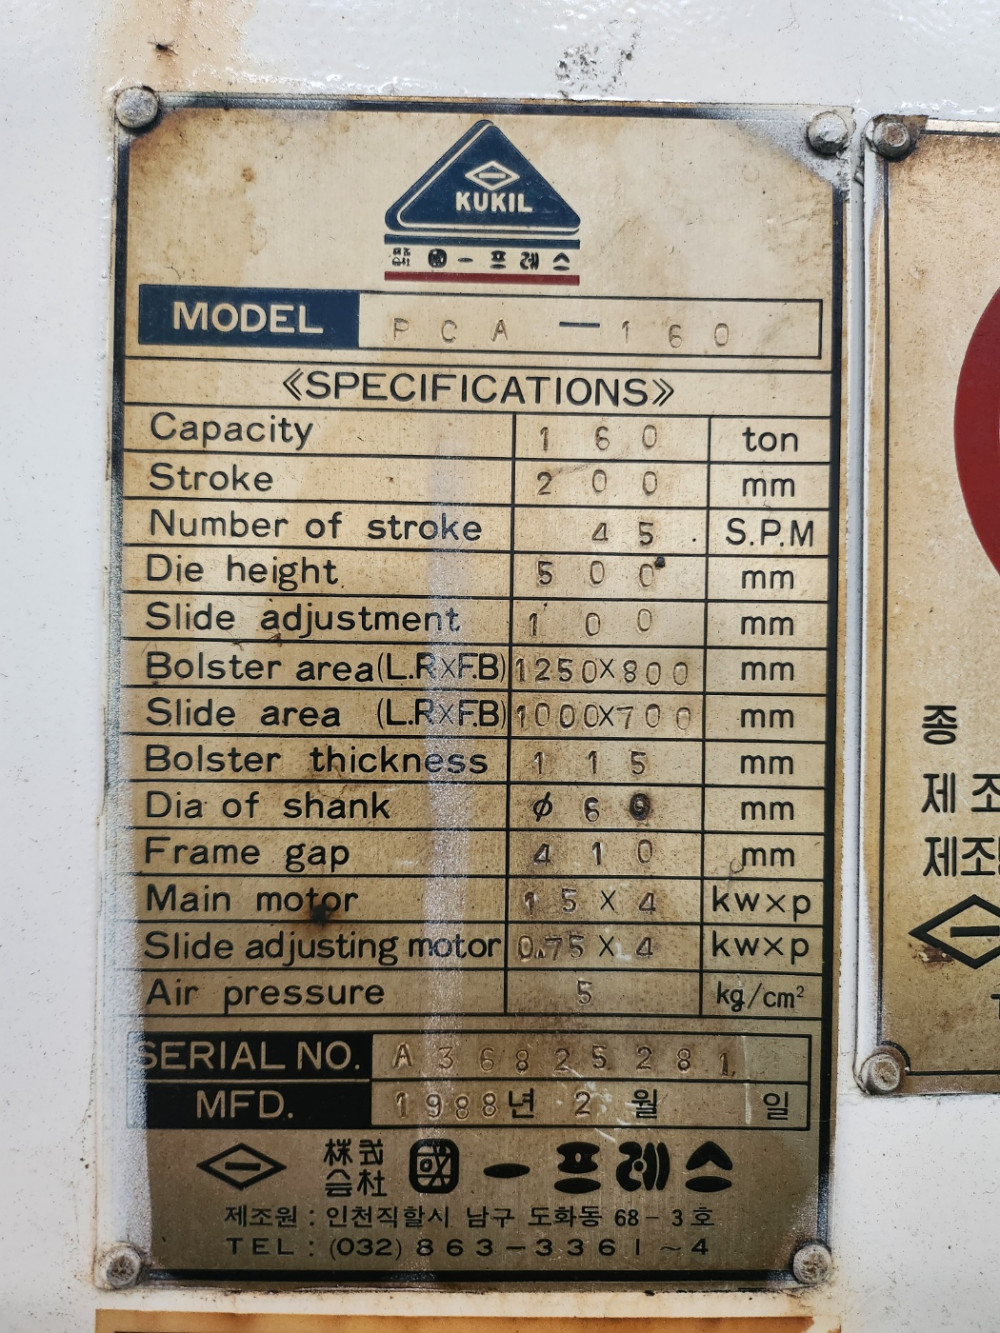 KUKIL
株式会社 國一프레스
MODEL PCA-160
《SPECIFICATIONS》
Capacity 160 ton
Stroke 200 mm
Number of stroke 45 S.P.M
Die height 500 mm
Slide adjustment 100 mm
Bolster area(L.R×F.B) 1250×800 mm
Slide area (L.R×F.B) 1000×700 mm
Bolster thickness 115 mm
Dia of shank ϕ60 mm
Frame gap 410 mm
Main motor 15×4 kw×p
Slide adjusting motor 0.75×4 kw×p
Air pressure 5 kg/cm²
SERIAL NO. A36825281
MFD. 1988년 2월 일
株式会社 國一프레스
제조원 : 인천직할시 남구 도화동 68-3호
TEL : (032) 863-3361~4
종
제조
제조